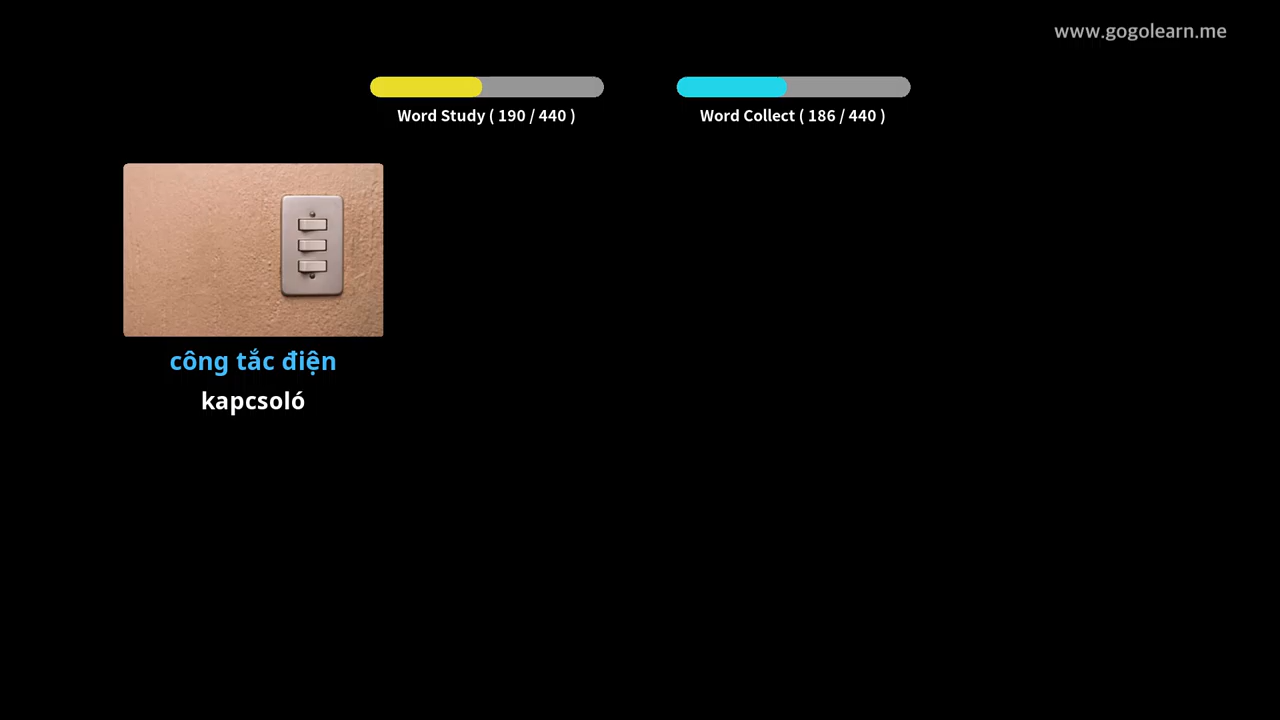 www.gogolearn.me
Word Study ( 190 / 440 )
Word Collect ( 186 / 440 )
công tắc điện
kapcsoló